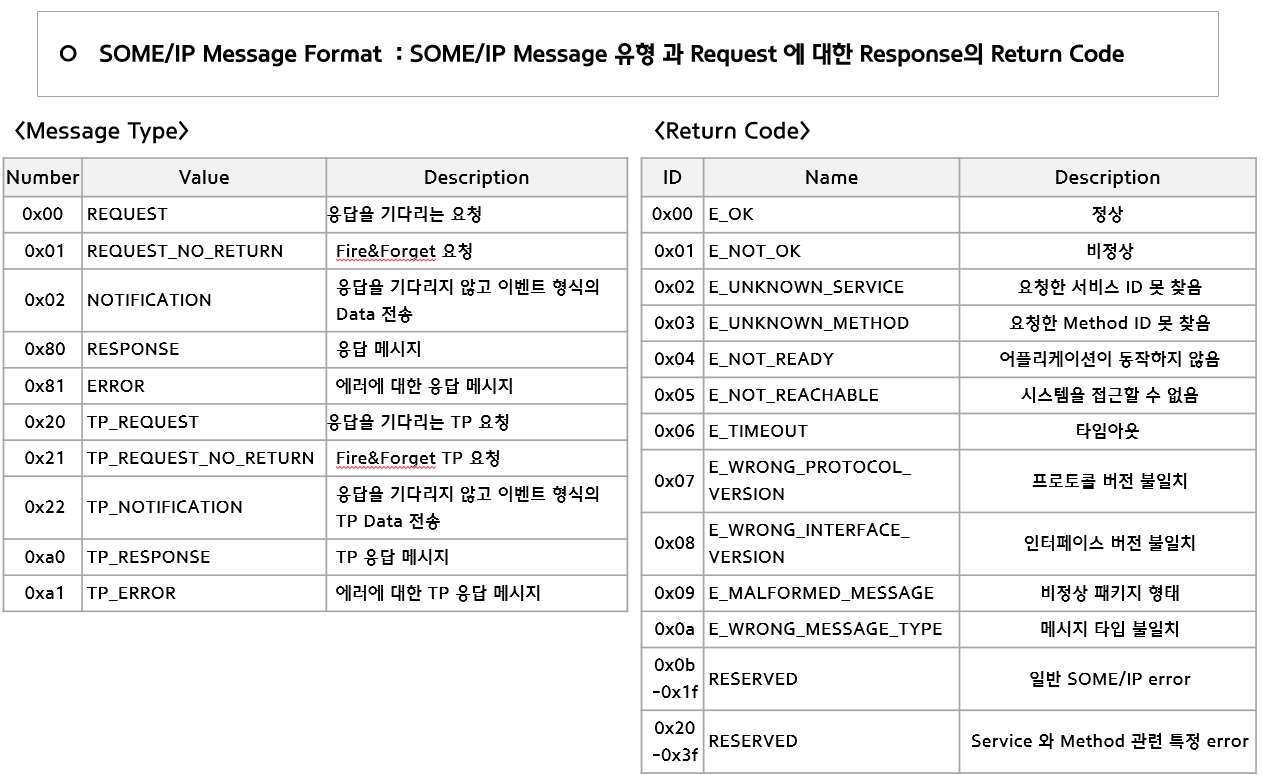 O SOME/IP Message Format : SOME/IP Message 유형 과 Request 에 대한 Response의 Return Code
<Message Type>
Number Value Description
0x00 REQUEST 응답을 기다리는 요청
0x01 REQUEST_NO_RETURN Fire&Forget 요청
0x02 NOTIFICATION 응답을 기다리지 않고 이벤트 형식의
Data 전송
0x80 RESPONSE 응답 메시지
0x81 ERROR 에러에 대한 응답 메시지
0x20 TP_REQUEST 응답을 기다리는 TP 요청
0x21 TP_REQUEST_NO_RETURN Fire&Forget TP 요청
0x22 TP_NOTIFICATION 응답을 기다리지 않고 이벤트 형식의
TP Data 전송
0xa0 TP_RESPONSE TP 응답 메시지
0xa1 TP_ERROR 에러에 대한 TP 응답 메시지
<Return Code>
ID Name Description
0x00 E_OK 정상
0x01 E_NOT_OK 비정상
0x02 E_UNKNOWN_SERVICE 요청한 서비스 ID 못 찾음
0x03 E_UNKNOWN_METHOD 요청한 Method ID 못 찾음
0x04 E_NOT_READY 어플리케이션이 동작하지 않음
0x05 E_NOT_REACHABLE 시스템을 접근할 수 없음
0x06 E_TIMEOUT 타임아웃
0x07 E_WRONG_PROTOCOL_
VERSION 프로토콜 버전 불일치
0x08 E_WRONG_INTERFACE_
VERSION 인터페이스 버전 불일치
0x09 E_MALFORMED_MESSAGE 비정상 패키지 형태
0x0a E_WRONG_MESSAGE_TYPE 메시지 타입 불일치
0x0b
-0x1f RESERVED 일반 SOME/IP error
0x20
-0x3f RESERVED Service 와 Method 관련 특정 error